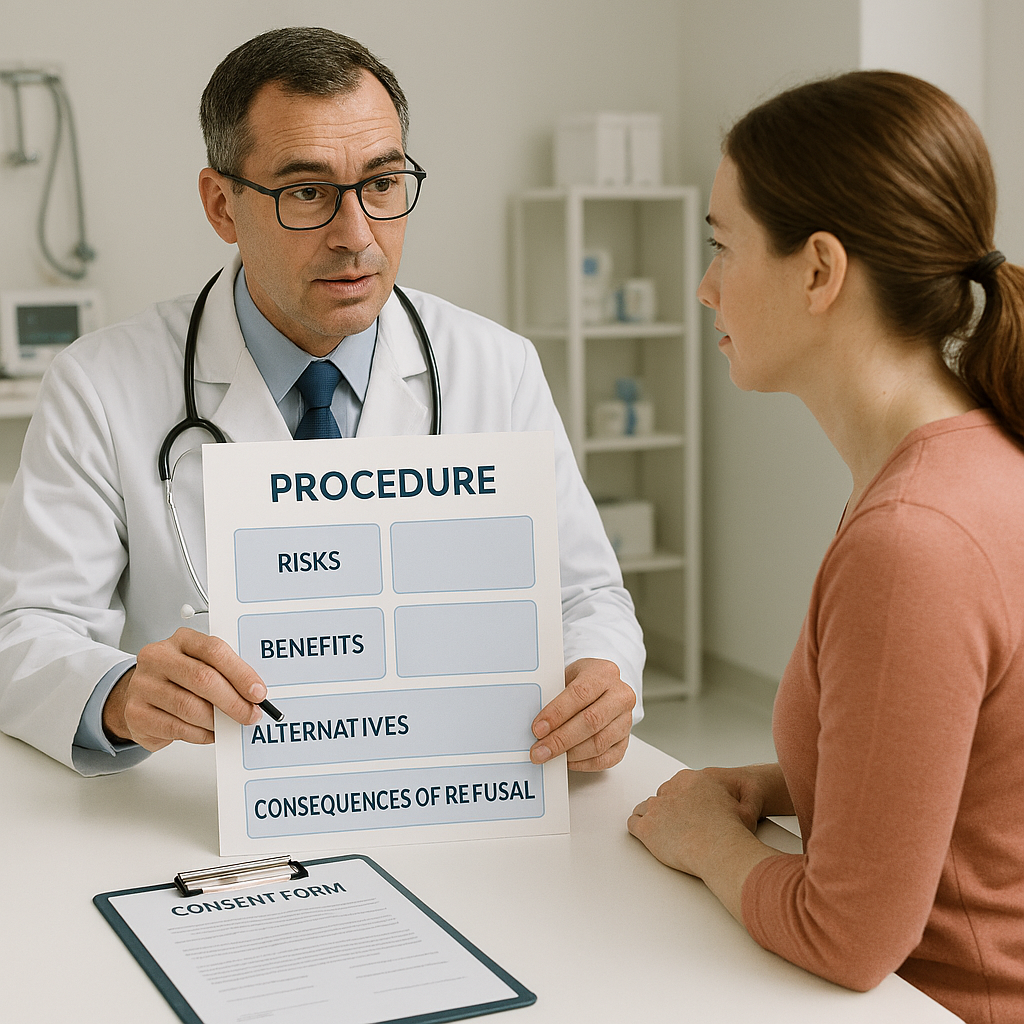 PROCEDURE
RISKS
BENEFITS
ALTERNATIVES
CONSEQUENCES OF REFUSAL
CONSENT FORM